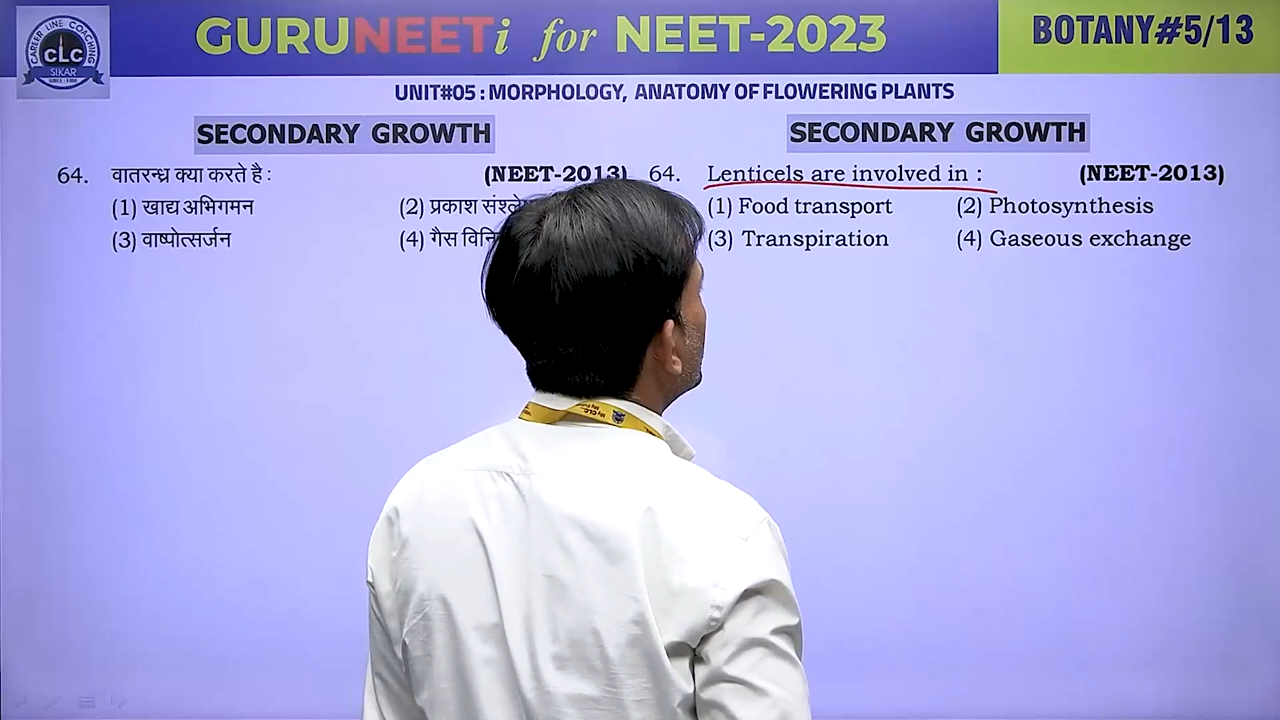 CAREER LINE COACHING
CLC
SIKAR
GURUNEETi for NEET-2023
BOTANY#5/13
UNIT#05 : MORPHOLOGY, ANATOMY OF FLOWERING PLANTS
SECONDARY GROWTH
64. वातरन्ध्र क्या करते है : (NEET-2013)
(1) खाद्य अभिगमन (2) प्रकाश
(3) वाष्पोत्सर्जन (4) गैस
SECONDARY GROWTH
64. Lenticels are involved in : (NEET-2013)
(1) Food transport (2) Photosynthesis
(3) Transpiration (4) Gaseous exchange